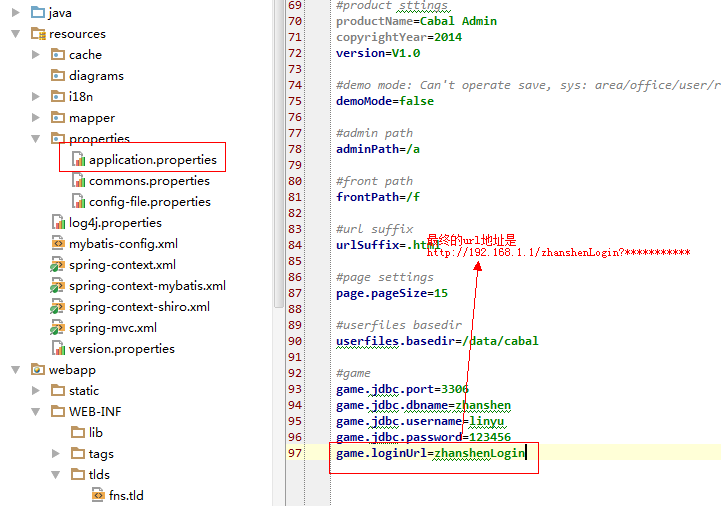 java
resources
cache
diagrams
i18n
mapper
properties
application.properties
commons.properties
config-file.properties
log4j.properties
mybatis-config.xml
spring-context.xml
spring-context-mybatis.xml
spring-context-shiro.xml
spring-mvc.xml
version.properties
webapp
static
WEB-INF
lib
tags
tlds
fns.tld
69 #product sttings
70 productName=Cabal Admin
71 copyrightYear=2014
72 version=V1.0
73
74 #demo mode: Can't operate save, sys: area/office/user/r
75 demoMode=false
76
77 #admin path
78 adminPath=/a
79
80 #front path
81 frontPath=/f
82
83 #url suffix
84 urlSuffix=.html
85
86 #page settings
87 page.pageSize=15
88
89 #userfiles basedir
90 userfiles.basedir=/data/cabal
91
92 #game
93 game.jdbc.port=3306
94 game.jdbc.dbname=zhanshen
95 game.jdbc.username=linyu
96 game.jdbc.password=123456
97 game.loginUrl=zhanshenLogin
最终的url地址是
http://192.168.1.1/zhanshenLogin?***********